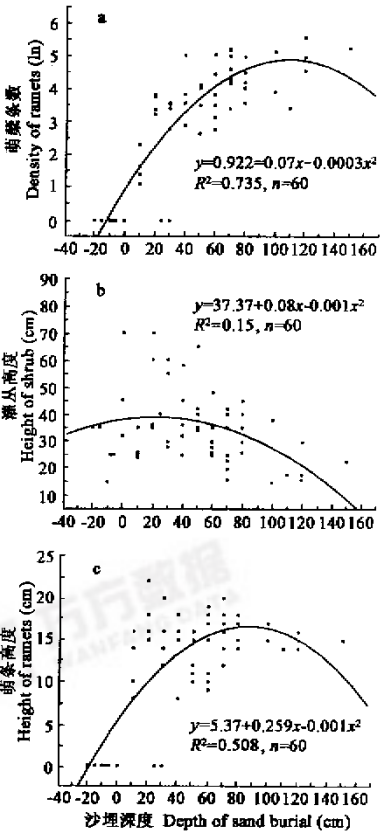 a
6
5
4
3
2
1
0
萌蘖条数
Density of ramets (ln)
y=0.922=0.07x-0.0003x²
R²=0.735, n=60
-40 -20 0 20 40 60 80 100 120 140 160
b
90
80
70
60
50
40
30
20
10
灌丛高度
Height of shrub (cm)
y=37.37+0.08x-0.001x²
R²=0.15, n=60
-40 -20 0 20 40 60 80 100 120 140 160
c
25
20
15
10
5
0
萌条高度
Height of ramets (cm)
y=5.37+0.259x-0.001x²
R²=0.508, n=60
-40 -20 0 20 40 60 80 100 120 140 160
沙埋深度 Depth of sand burial (cm)
万方数据